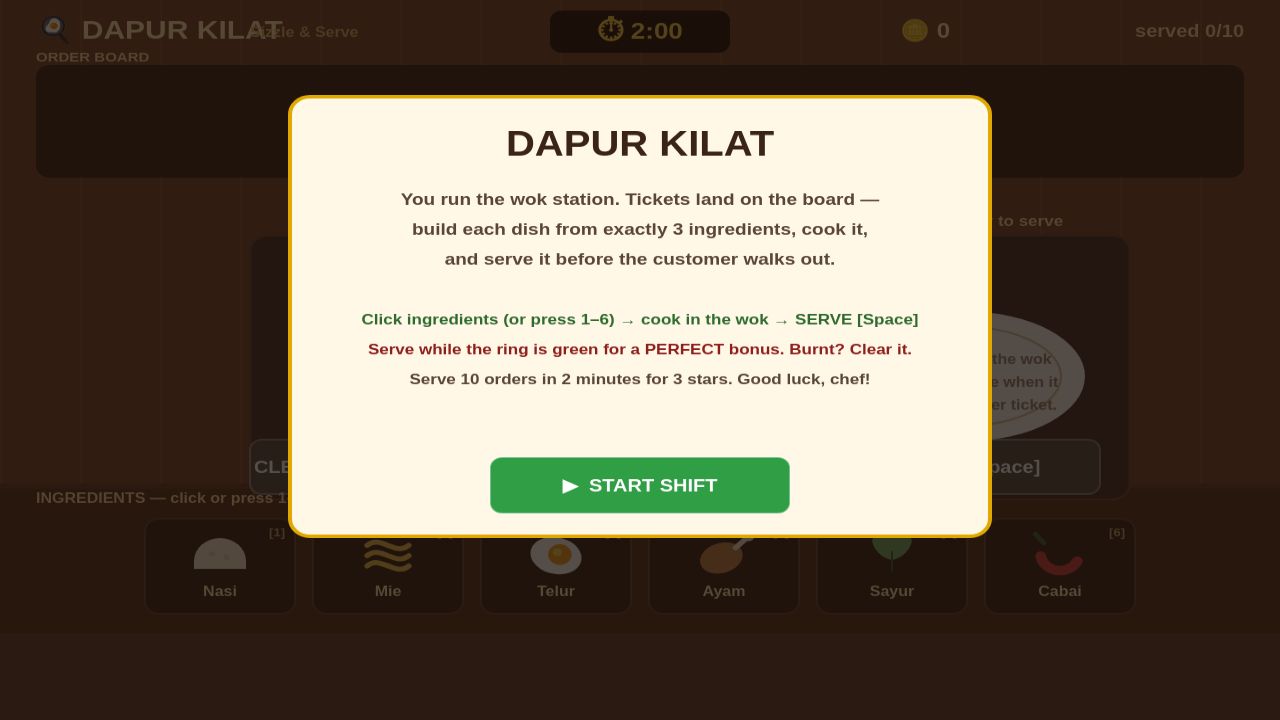 DAPUR KILAT Sizzle & Serve
2:00
0
served 0/10
ORDER BOARD
DAPUR KILAT
You run the wok station. Tickets land on the board —
build each dish from exactly 3 ingredients, cook it,
and serve it before the customer walks out.
Click ingredients (or press 1–6) → cook in the wok → SERVE [Space]
Serve while the ring is green for a PERFECT bonus. Burnt? Clear it.
Serve 10 orders in 2 minutes for 3 stars. Good luck, chef!
▶ START SHIFT
to serve
the wok
when it
ticket.
INGREDIENTS — click or press 1
[1]
[6]
Nasi
Mie
Telur
Ayam
Sayur
Cabai